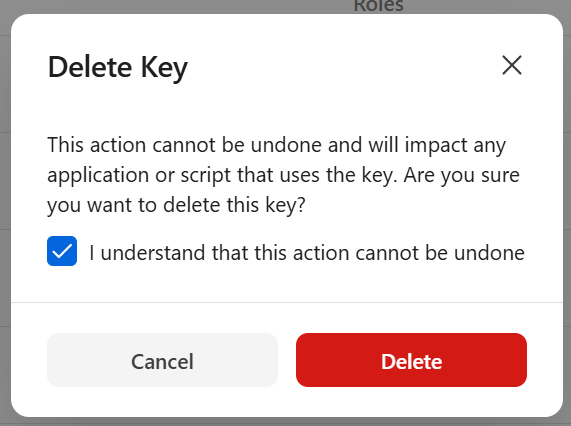 Roles
Delete Key
This action cannot be undone and will impact any
application or script that uses the key. Are you sure
you want to delete this key?
I understand that this action cannot be undone
Cancel
Delete